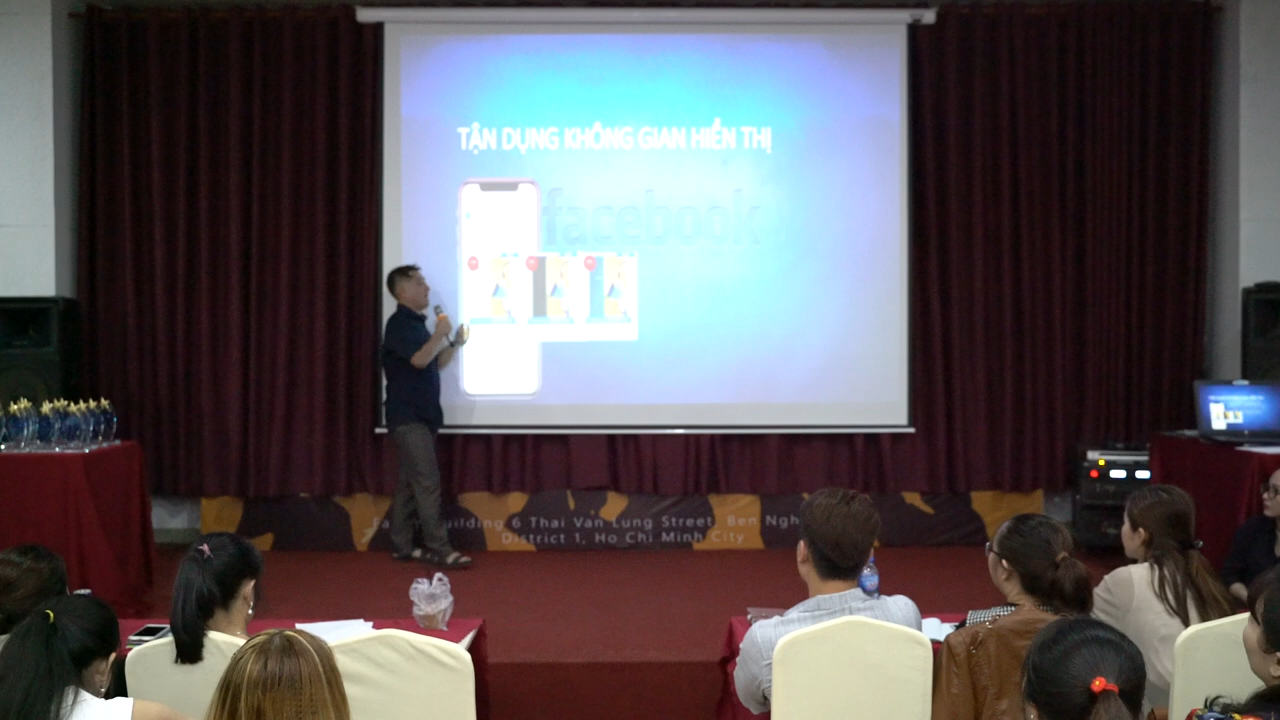 TẬN DỤNG KHÔNG GIAN HIỂN THỊ
facebook
Building 6 Thai Van Lung Street, Ben Ngh
District 1, Ho Chi Minh City